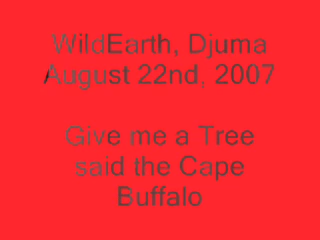 WildEarth, Djuma
August 22nd, 2007
Give me a Tree
said the Cape
Buffalo